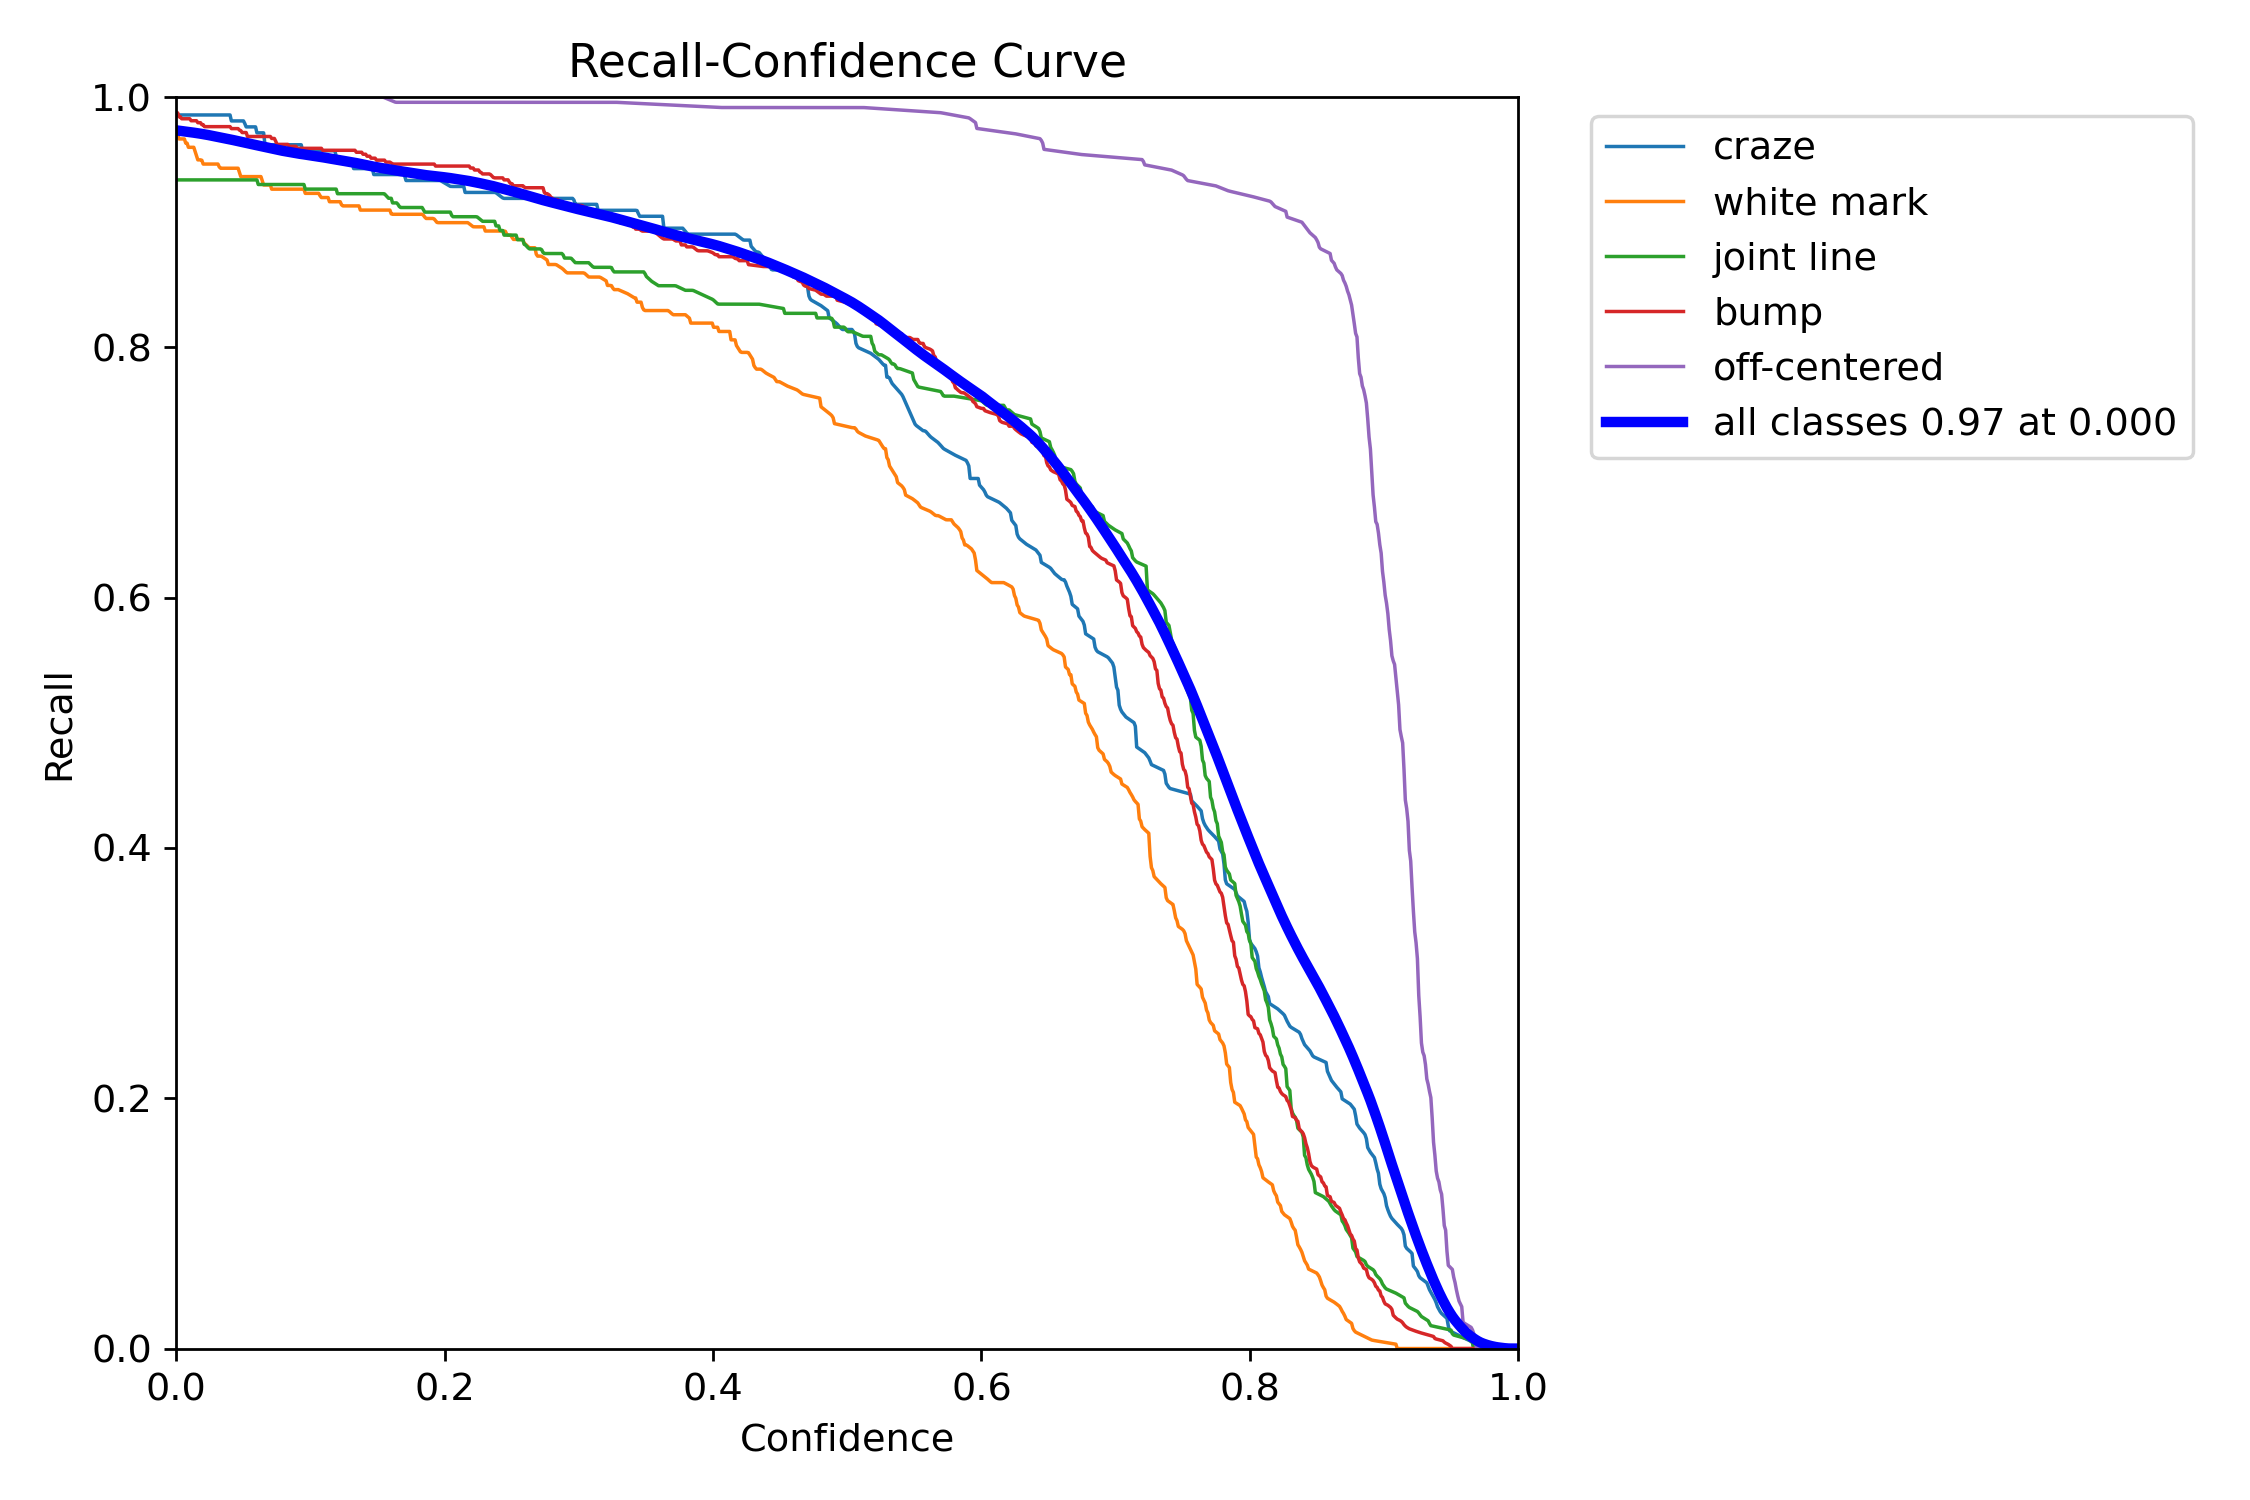 Recall-Confidence Curve
1.0
0.8
0.6
0.4
0.2
0.0
Recall
0.0 0.2 0.4 0.6 0.8 1.0
Confidence
craze
white mark
joint line
bump
off-centered
all classes 0.97 at 0.000